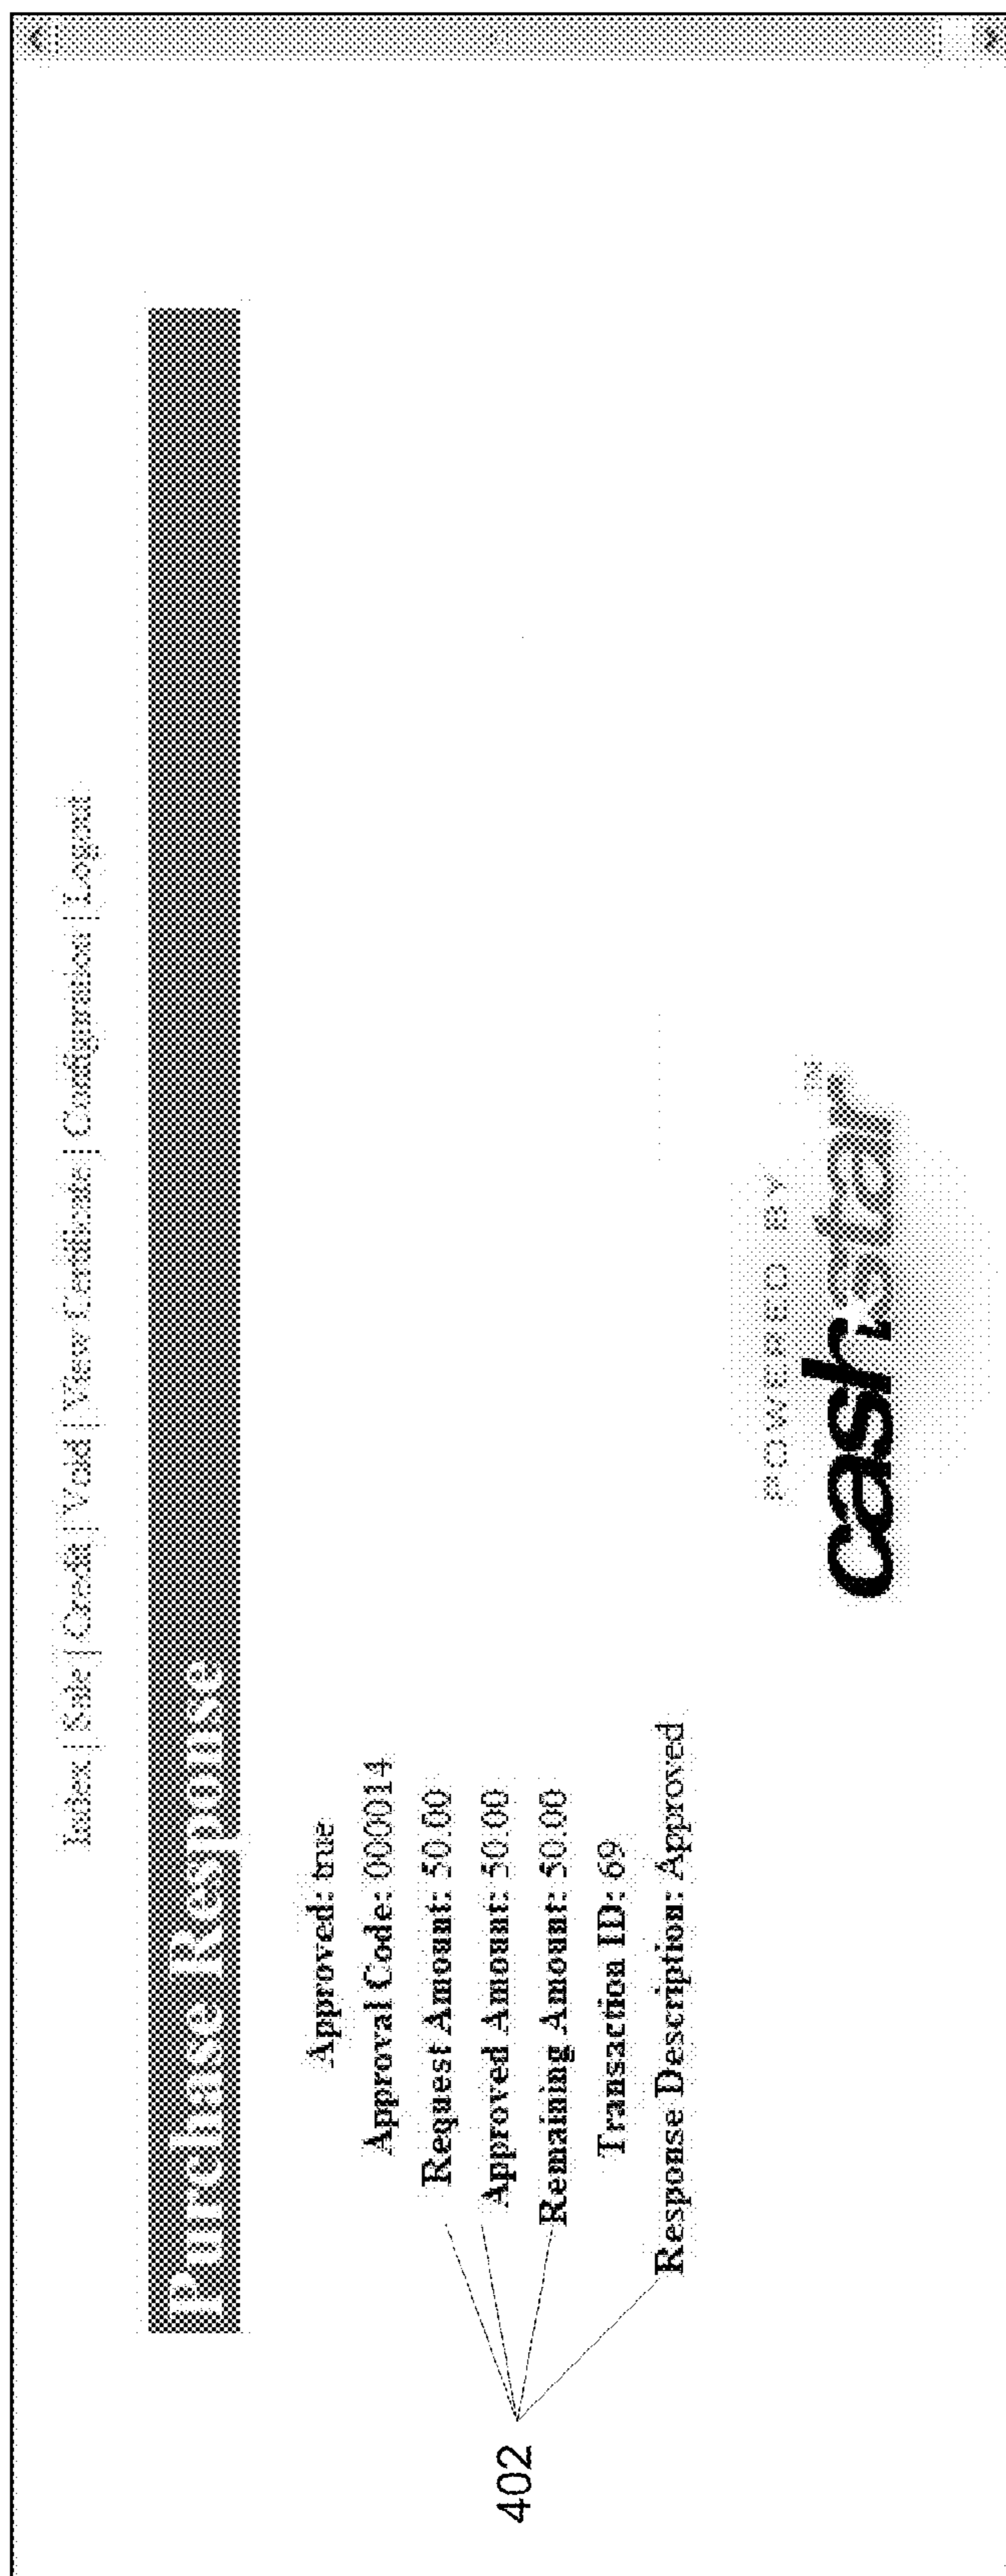 Index | Sale | Credit | Void | View Certificate | Configuration | Logout
Purchase Response
Approved: true
Approval Code: 000014
Request Amount: 50.00
Approved Amount: 50.00
Remaining Amount: 50.00
Transaction ID: 69
Response Description: Approved
402
POWERED BY
cashstar